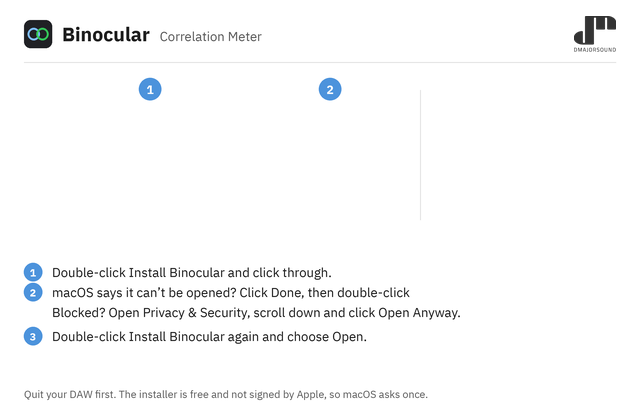 Binocular Correlation Meter
DMAJORSOUND
1 2
1 Double-click Install Binocular and click through.
2 macOS says it can’t be opened? Click Done, then double-click
Blocked? Open Privacy & Security, scroll down and click Open Anyway.
3 Double-click Install Binocular again and choose Open.
Quit your DAW first. The installer is free and not signed by Apple, so macOS asks once.